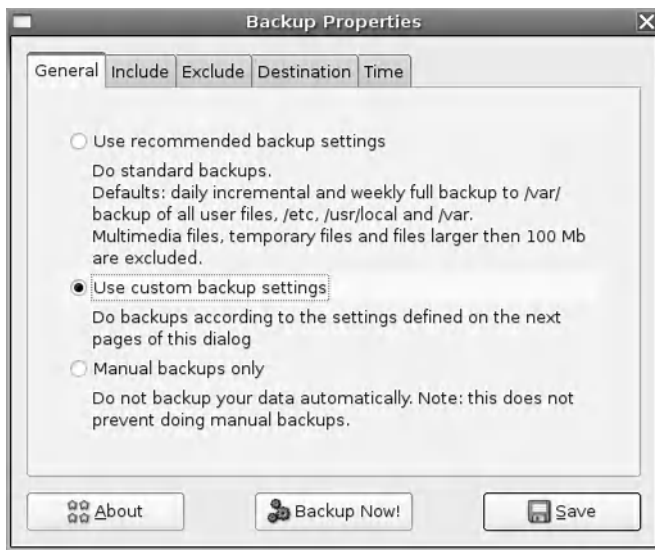 Backup Properties
General Include Exclude Destination Time
Use recommended backup settings
Do standard backups.
Defaults: daily incremental and weekly full backup to /var/
backup of all user files, /etc, /usr/local and /var.
Multimedia files, temporary files and files larger then 100 Mb
are excluded.
Use custom backup settings
Do backups according to the settings defined on the next
pages of this dialog
Manual backups only
Do not backup your data automatically. Note: this does not
prevent doing manual backups.
About Backup Now! Save